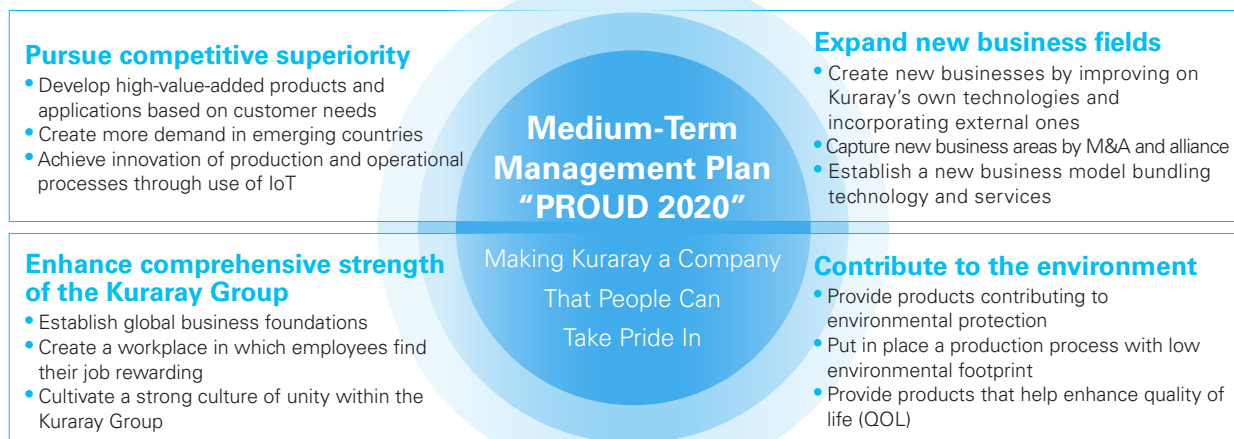 Pursue competitive superiority
• Develop high-value-added products and
applications based on customer needs
• Create more demand in emerging countries
• Achieve innovation of production and operational
processes through use of IoT
Expand new business fields
• Create new businesses by improving on
Kuraray's own technologies and
incorporating external ones
• Capture new business areas by M&A and alliance
• Establish a new business model bundling
technology and services
Medium-Term
Management Plan
“PROUD 2020”
Making Kuraray a Company
That People Can
Take Pride In
Enhance comprehensive strength
of the Kuraray Group
• Establish global business foundations
• Create a workplace in which employees find
their job rewarding
• Cultivate a strong culture of unity within the
Kuraray Group
Contribute to the environment
• Provide products contributing to
environmental protection
• Put in place a production process with low
environmental footprint
• Provide products that help enhance quality of
life (QOL)